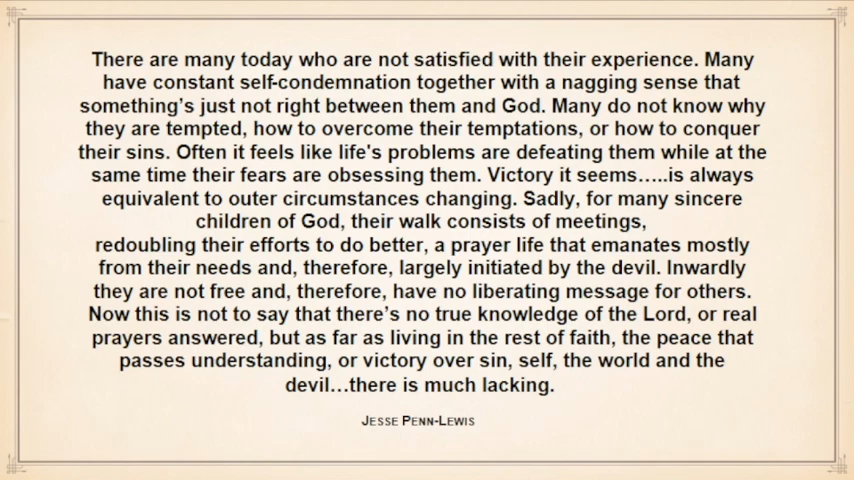 There are many today who are not satisfied with their experience. Many
have constant self-condemnation together with a nagging sense that
something's just not right between them and God. Many do not know why
they are tempted, how to overcome their temptations, or how to conquer
their sins. Often it feels like life's problems are defeating them while at the
same time their fears are obsessing them. Victory it seems…..is always
equivalent to outer circumstances changing. Sadly, for many sincere
children of God, their walk consists of meetings,
redoubling their efforts to do better, a prayer life that emanates mostly
from their needs and, therefore, largely initiated by the devil. Inwardly
they are not free and, therefore, have no liberating message for others.
Now this is not to say that there's no true knowledge of the Lord, or real
prayers answered, but as far as living in the rest of faith, the peace that
passes understanding, or victory over sin, self, the world and the
devil…there is much lacking.
Jesse Penn-Lewis